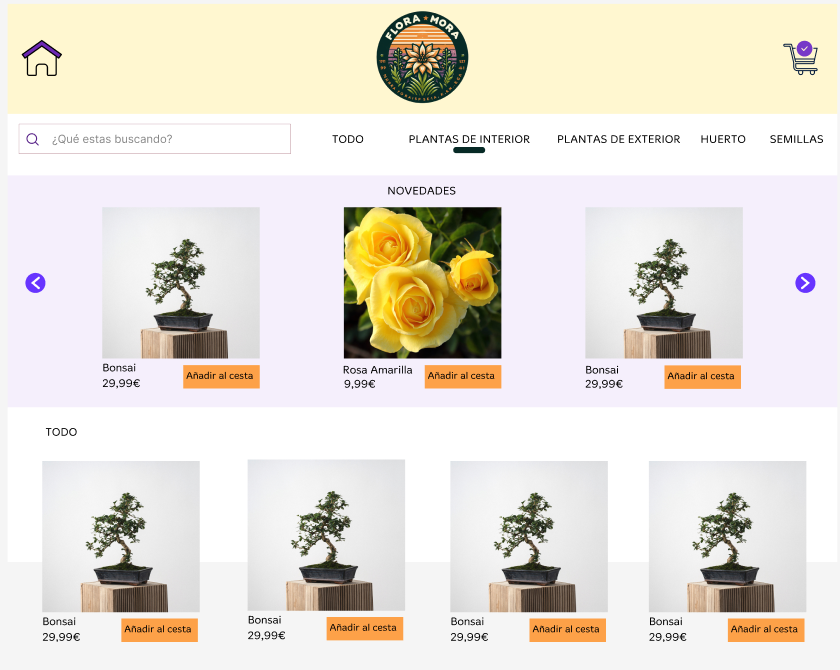 FLORA ★ MORA
¿Qué estas buscando?
TODO
PLANTAS DE INTERIOR
PLANTAS DE EXTERIOR
HUERTO
SEMILLAS
NOVEDADES
Bonsai
29,99€
Añadir al cesta
Rosa Amarilla
9,99€
Añadir al cesta
Bonsai
29,99€
Añadir al cesta
TODO
Bonsai
29,99€
Añadir al cesta
Bonsai
29,99€
Añadir al cesta
Bonsai
29,99€
Añadir al cesta
Bonsai
29,99€
Añadir al cesta